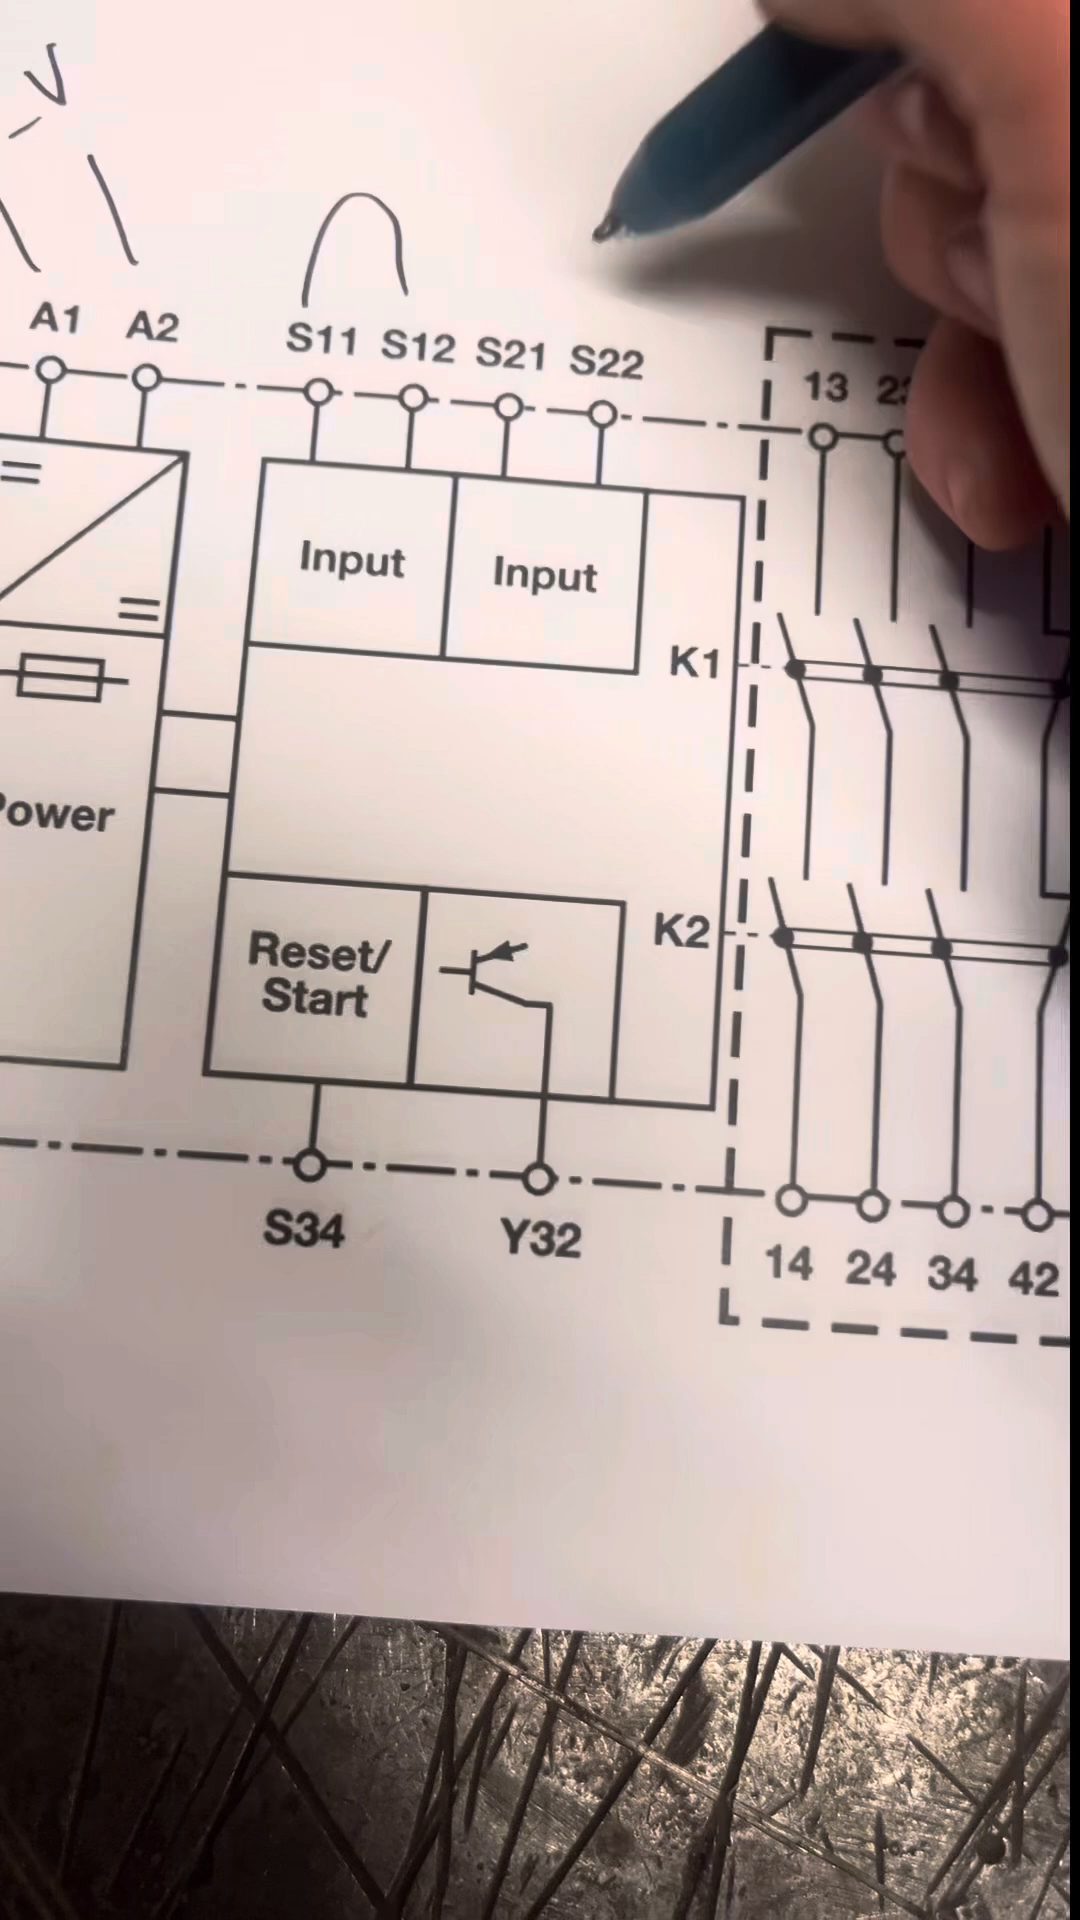 V
A1 A2 S11 S12 S21 S22
13
Input Input
K1
Power
K2
Reset/
Start
S34 Y32
14 24 34 42